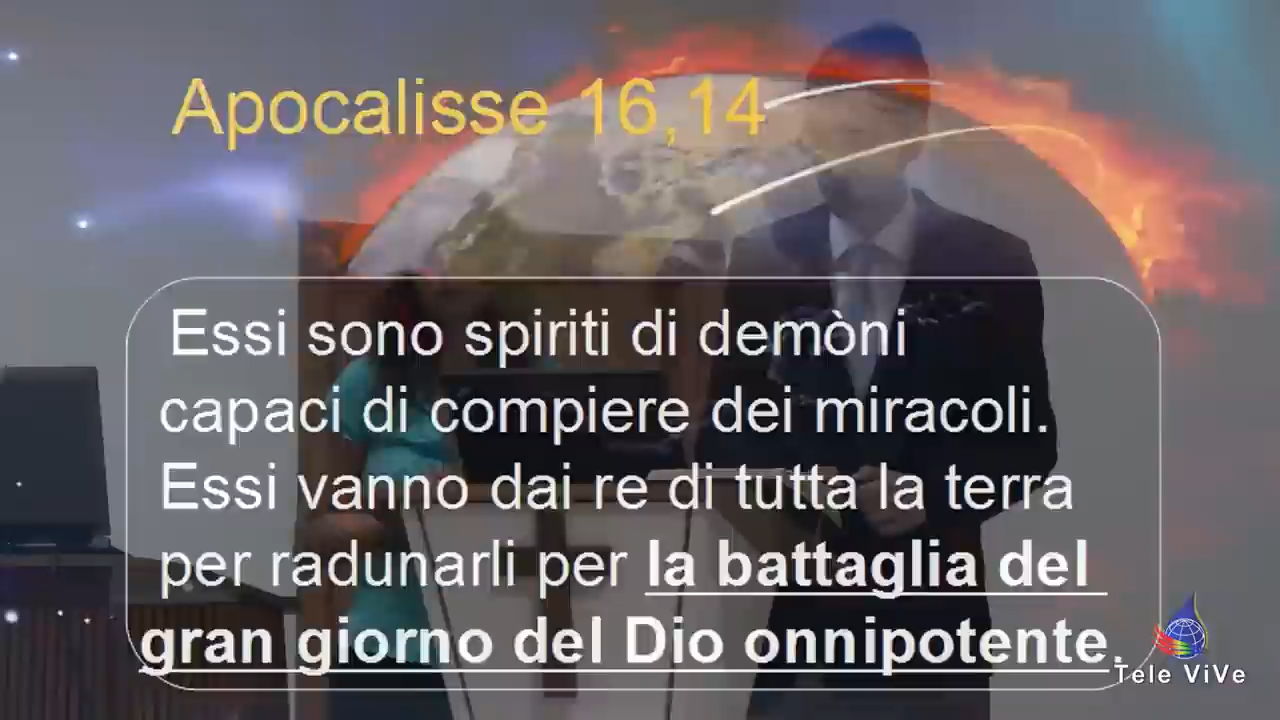 Apocalisse 16,14
Essi sono spiriti di demòni
capaci di compiere dei miracoli.
Essi vanno dai re di tutta la terra
per radunarli per la battaglia del
gran giorno del Dio onnipotente.
Tele ViVe